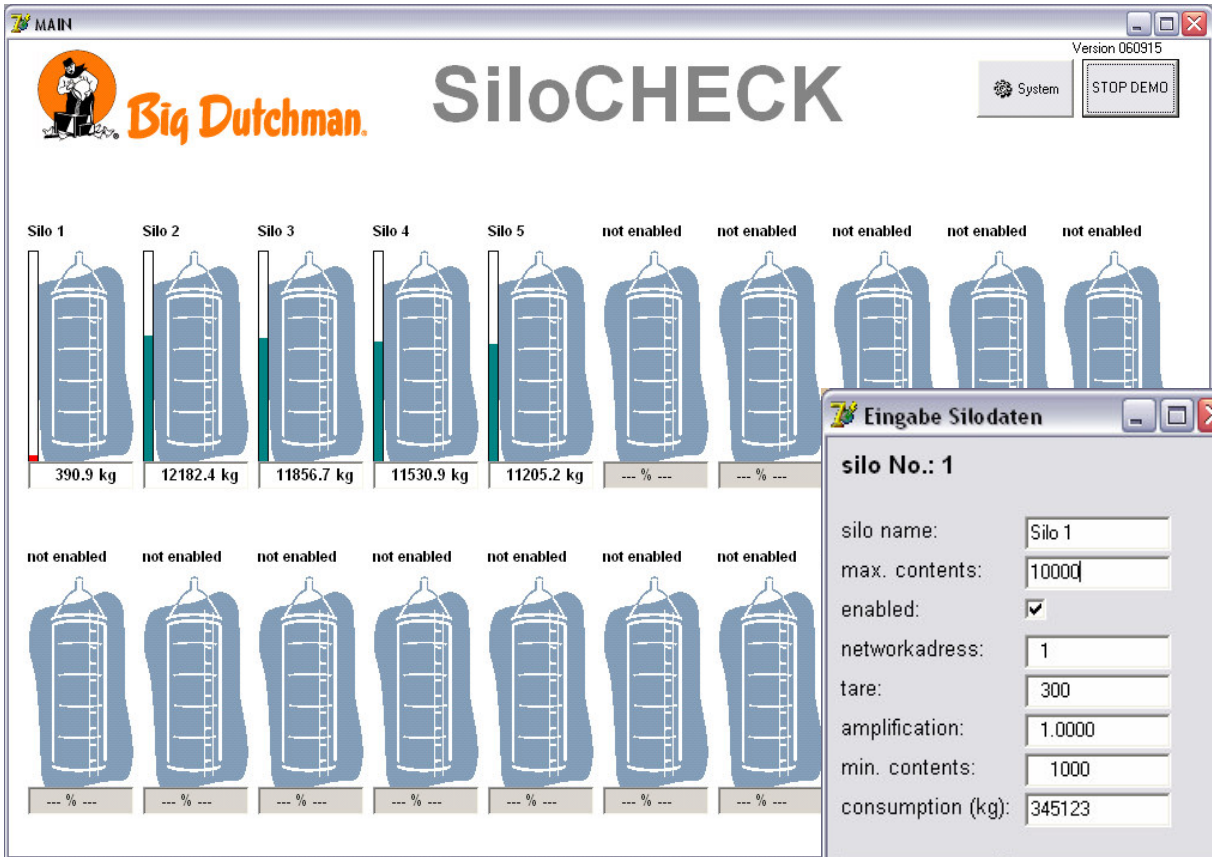 MAIN
Version 060915
Big Dutchman.
SiloCHECK
System
STOP DEMO
Silo 1 Silo 2 Silo 3 Silo 4 Silo 5 not enabled not enabled not enabled not enabled not enabled
390.9 kg 12182.4 kg 11856.7 kg 11530.9 kg 11205.2 kg --- % --- --- % ---
not enabled not enabled not enabled not enabled not enabled not enabled not enabled
--- % --- --- % --- --- % --- --- % --- --- % --- --- % --- --- % ---
Eingabe Silodaten
silo No.: 1
silo name: Silo 1
max. contents: 10000
enabled:
networkadress: 1
tare: 300
amplification: 1.0000
min. contents: 1000
consumption (kg): 345123